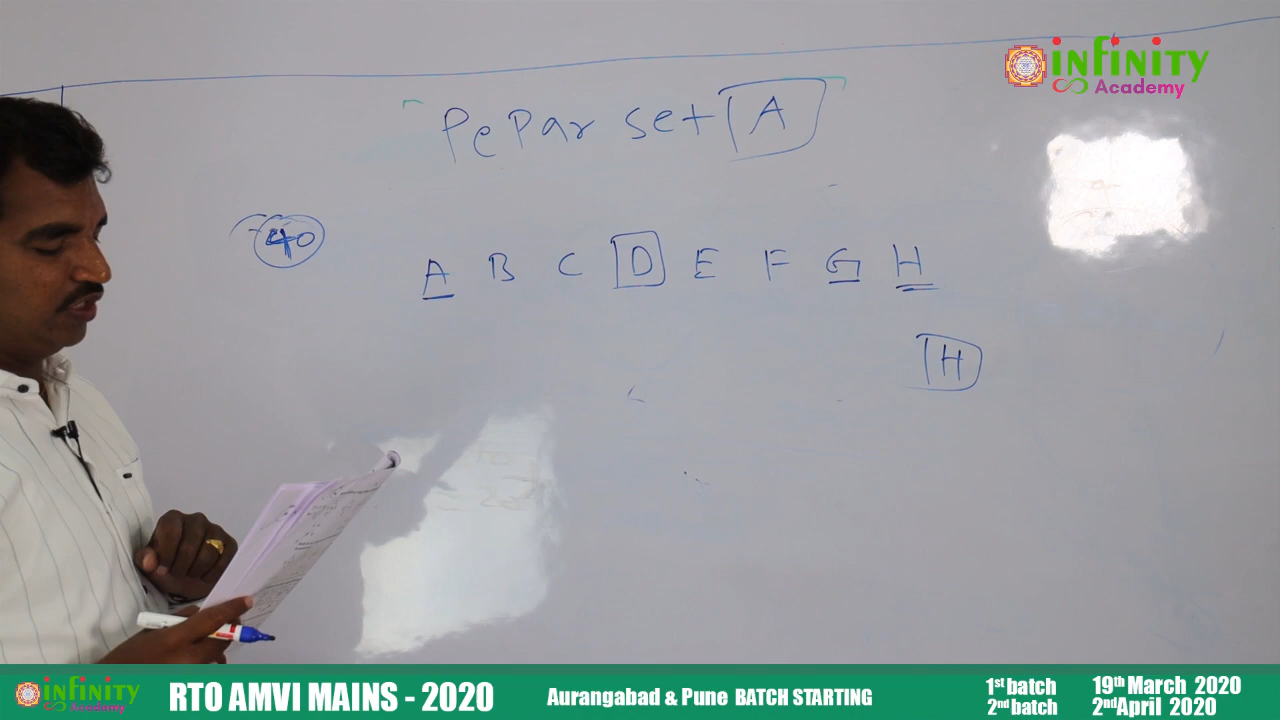 infinity
Academy
PePar set A
40
A B C D E F G H
H
infinity
Academy
RTO AMVI MAINS - 2020
Aurangabad & Pune BATCH STARTING
1st batch 19th March 2020
2nd batch 2nd April 2020